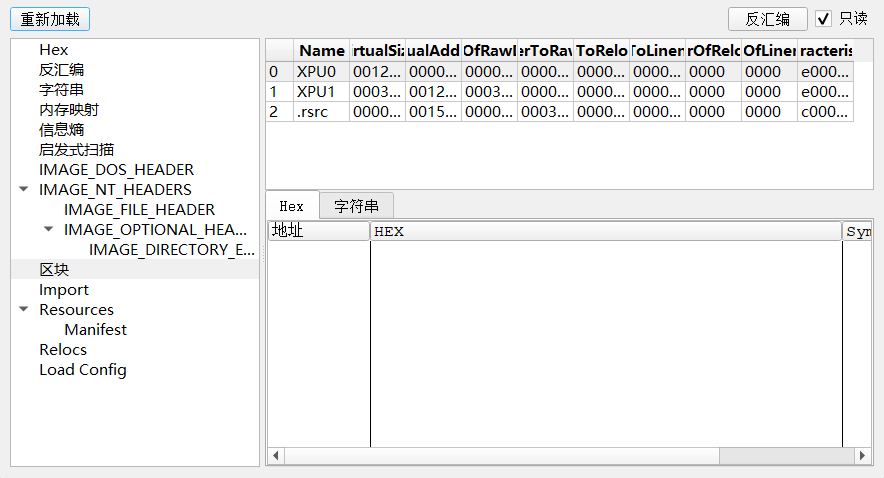 重新加载
反汇编 只读
Hex
反汇编
字符串
内存映射
信息熵
启发式扫描
IMAGE_DOS_HEADER
IMAGE_NT_HEADERS
IMAGE_FILE_HEADER
IMAGE_OPTIONAL_HEA...
IMAGE_DIRECTORY_E...
区块
Import
Resources
Manifest
Relocs
Load Config
Name rtualSiz ualAdd OfRawI erToRav ToRelo ToLinen rOfRelo OfLinen racteris
0 XPU0 0012... 0000... 0000... 0000... 0000... 0000... 0000 0000 e000...
1 XPU1 0003... 0012... 0003... 0000... 0000... 0000... 0000 0000 e000...
2 .rsrc 0000... 0015... 0000... 0003... 0000... 0000... 0000 0000 c000...
Hex 字符串
地址 HEX Sym